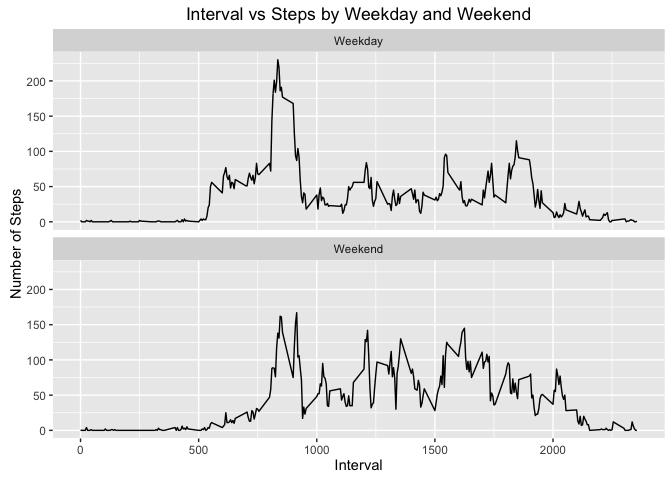 Interval vs Steps by Weekday and Weekend
Weekday
200
150
100
50
0
Number of Steps
Weekend
200
150
100
50
0
0 500 1000 1500 2000
Interval